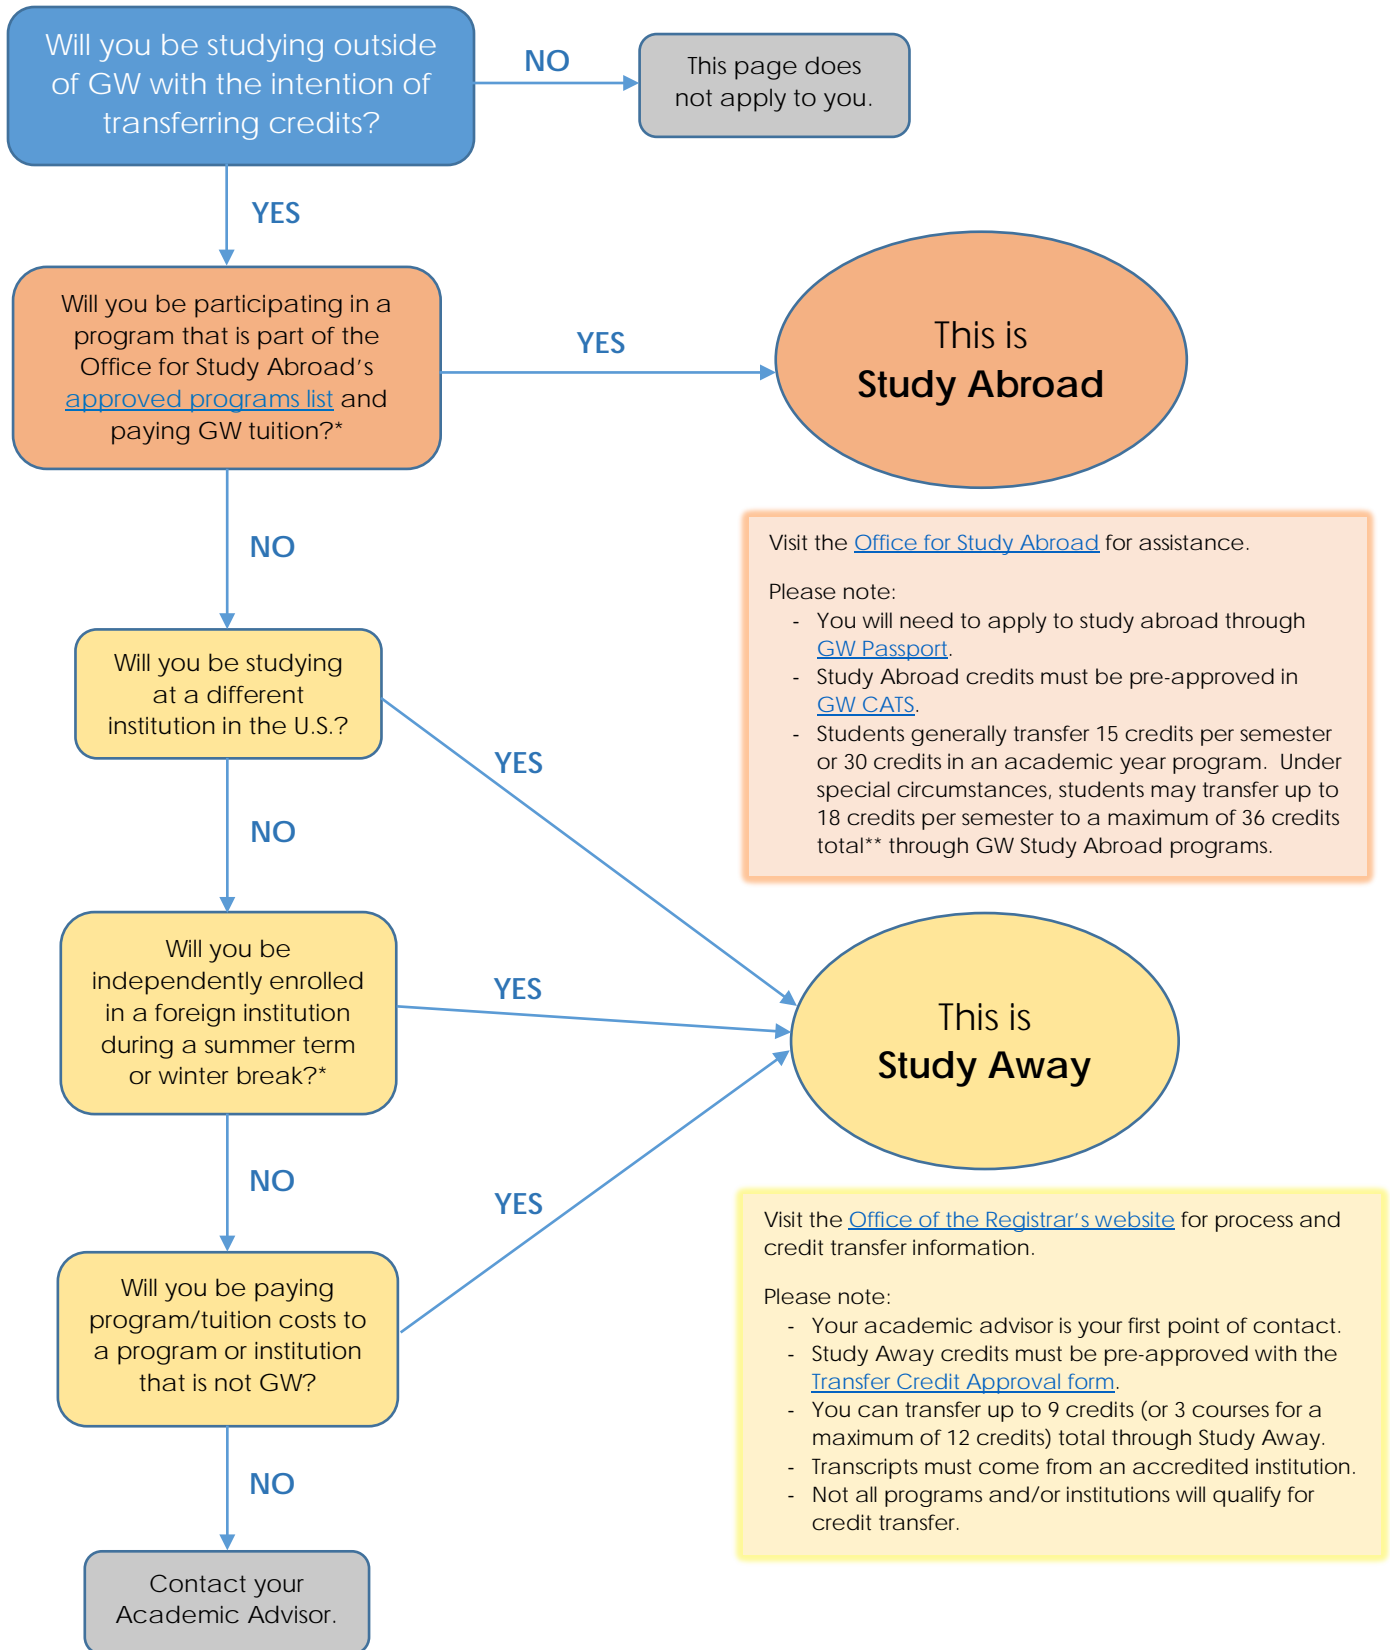 Will you be studying outside
of GW with the intention of
transferring credits?
NO
This page does
not apply to you.
YES
Will you be participating in a
program that is part of the
Office for Study Abroad's
approved programs list and
paying GW tuition?*
YES
This is
Study Abroad
NO
Visit the Office for Study Abroad for assistance.
Please note:
- You will need to apply to study abroad through
GW Passport.
- Study Abroad credits must be pre-approved in
GW CATS.
- Students generally transfer 15 credits per semester
or 30 credits in an academic year program. Under
special circumstances, students may transfer up to
18 credits per semester to a maximum of 36 credits
total** through GW Study Abroad programs.
Will you be studying
at a different
institution in the U.S.?
YES
NO
Will you be
independently enrolled
in a foreign institution
during a summer term
or winter break?*
YES
This is
Study Away
NO
YES
Will you be paying
program/tuition costs to
a program or institution
that is not GW?
Visit the Office of the Registrar's website for process and
credit transfer information.
Please note:
- Your academic advisor is your first point of contact.
- Study Away credits must be pre-approved with the
Transfer Credit Approval form.
- You can transfer up to 9 credits (or 3 courses for a
maximum of 12 credits) total through Study Away.
- Transcripts must come from an accredited institution.
- Not all programs and/or institutions will qualify for
credit transfer.
NO
Contact your
Academic Advisor.